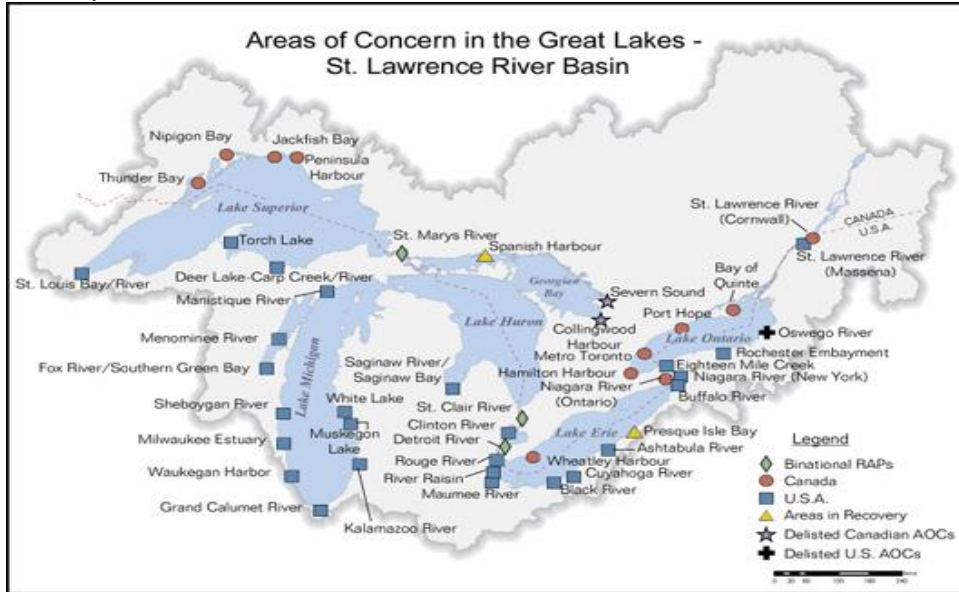 Areas of Concern in the Great Lakes -
St. Lawrence River Basin
Nipigon Bay
Jackfish Bay
Peninsula
Harbour
Thunder Bay
Lake Superior
St. Marys River
Spanish Harbour
St. Lawrence River
(Cornwall)
CANADA
U.S.A.
St. Lawrence River
(Massena)
Torch Lake
St. Louis Bay/River
Deer Lake-Carp Creek/River
Manistique River
Georgian
Bay
Severn Sound
Bay of
Quinte
Port Hope
Collingwood
Harbour
Lake Huron
Lake Ontario
Oswego River
Menominee River
Metro Toronto
Rochester Embayment
Saginaw River/
Saginaw Bay
Hamilton Harbour
Eighteen Mile Creek
Fox River/Southern Green Bay
Lake Michigan
Niagara River
(Ontario)
Niagara River (New York)
Buffalo River
White Lake
St. Clair River
Sheboygan River
Clinton River
Lake Erie
Presque Isle Bay
Muskegon
Lake
Detroit River
Milwaukee Estuary
Ashtabula River
Rouge River
Wheatley Harbour
Waukegan Harbor
River Raisin
Cuyahoga River
Maumee River
Black River
Grand Calumet River
Kalamazoo River
Legend
Binational RAPs
Canada
U.S.A.
Areas in Recovery
Delisted Canadian AOCs
Delisted U.S. AOCs